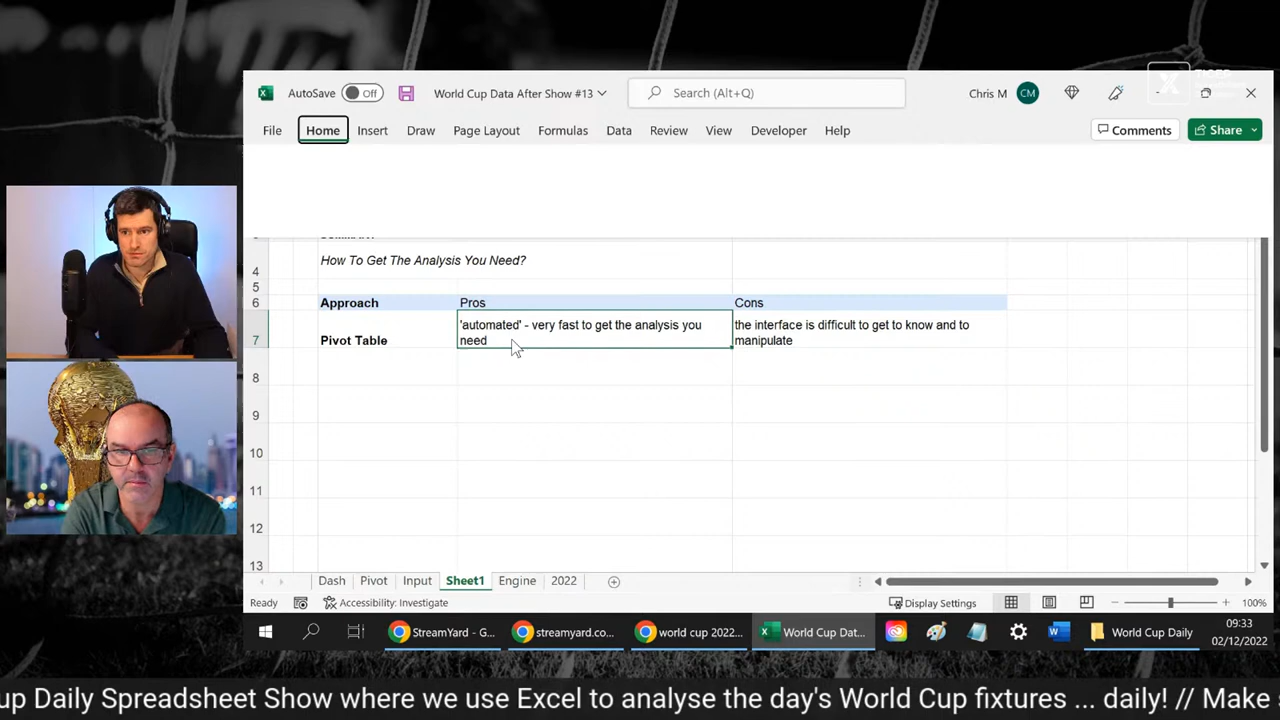 AutoSave Off World Cup Data After Show #13 Search (Alt+Q) Chris M CM
File Home Insert Draw Page Layout Formulas Data Review View Developer Help Comments Share
4 How To Get The Analysis You Need?
5
6 Approach Pros Cons
'automated' - very fast to get the analysis you the interface is difficult to get to know and to
7 Pivot Table need manipulate
8
9
10
11
12
13
Dash Pivot Input Sheet1 Engine 2022
Ready Accessibility: Investigate Display Settings 100%
StreamYard - G... streamyard.co... world cup 2022... World Cup Dat... World Cup Daily 09:33
02/12/2022
up Daily Spreadsheet Show where we use Excel to analyse the day's World Cup fixtures ... daily! // Make